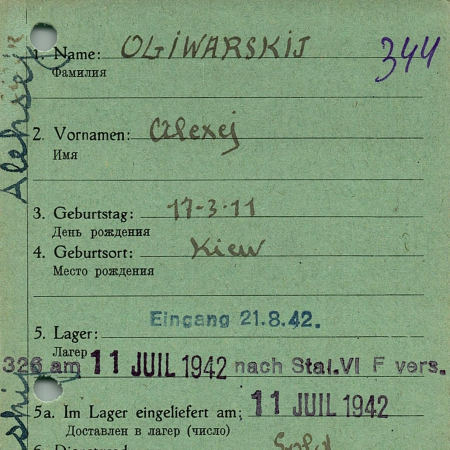 1. Name: OGIWARSKIJ 344
Фамилия
2. Vornamen: Alexej
Имя
3. Geburtstag: 17-3-11
День рождения
4. Geburtsort: Kiew
Место рождения
Eingang 21.8.42.
5. Lager:
Лагер
326 am 11 JUIL 1942 nach Stal.VI F vers.
5a. Im Lager eingeliefert am; 11 JUIL 1942
Доставлен в лагер (число)
Sold
Aleksej